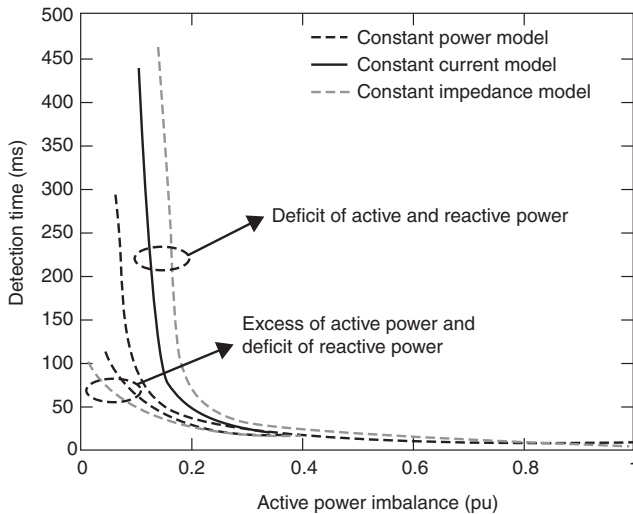 500
450
400
350
300
250
200
150
100
50
0
Detection time (ms)
Constant power model
Constant current model
Constant impedance model
Deficit of active and reactive power
Excess of active power and
deficit of reactive power
0
0.2
0.4
0.6
0.8
1
Active power imbalance (pu)